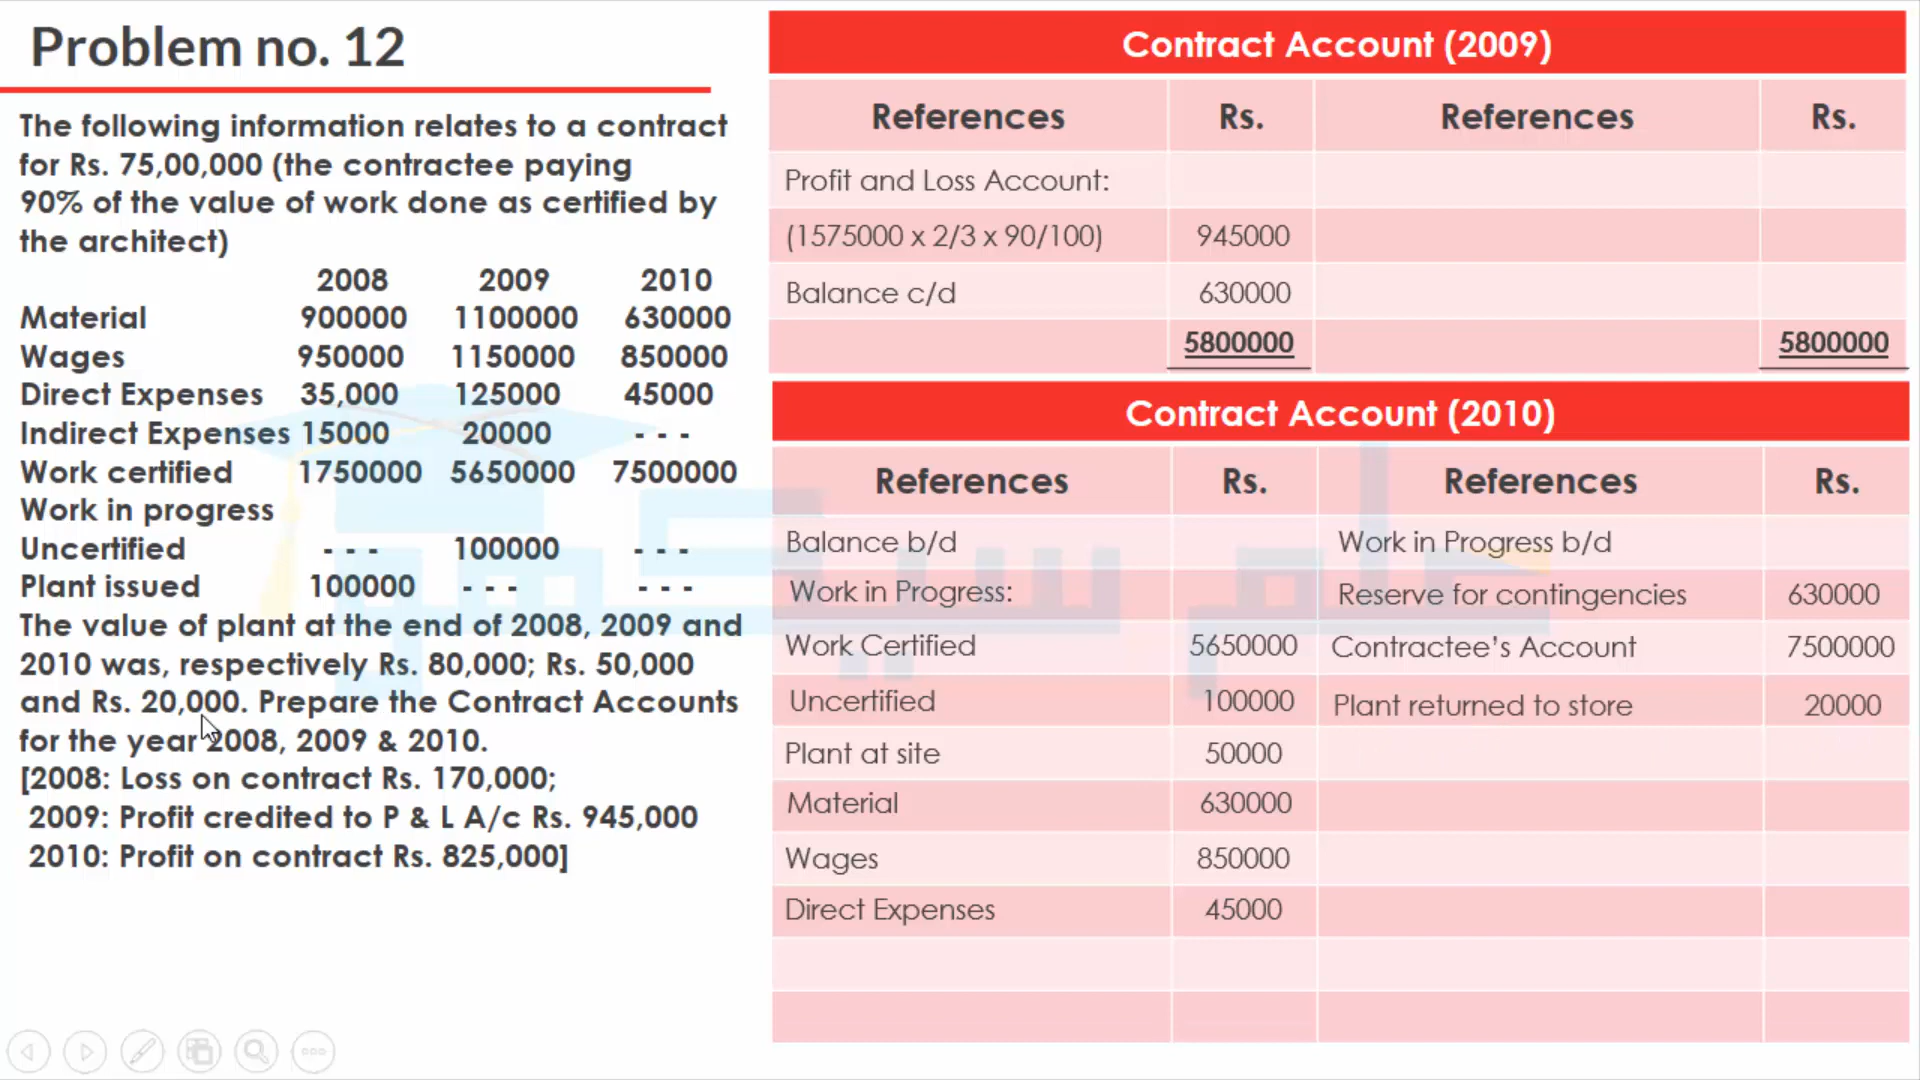 Problem no. 12
The following information relates to a contract
for Rs. 75,00,000 (the contractee paying
90% of the value of work done as certified by
the architect)
2008 2009 2010
Material 900000 1100000 630000
Wages 950000 1150000 850000
Direct Expenses 35,000 125000 45000
Indirect Expenses 15000 20000 - - -
Work certified 1750000 5650000 7500000
Work in progress
Uncertified - - - 100000 - - -
Plant issued 100000 - - - - - -
The value of plant at the end of 2008, 2009 and
2010 was, respectively Rs. 80,000; Rs. 50,000
and Rs. 20,000. Prepare the Contract Accounts
for the year 2008, 2009 & 2010.
[2008: Loss on contract Rs. 170,000;
2009: Profit credited to P & L A/c Rs. 945,000
2010: Profit on contract Rs. 825,000]
Contract Account (2009)
References Rs. References Rs.
Profit and Loss Account:
(1575000 x 2/3 x 90/100) 945000
Balance c/d 630000
5800000 5800000
Contract Account (2010)
References Rs. References Rs.
Balance b/d Work in Progress b/d
Work in Progress: Reserve for contingencies 630000
Work Certified 5650000 Contractee's Account 7500000
Uncertified 100000 Plant returned to store 20000
Plant at site 50000
Material 630000
Wages 850000
Direct Expenses 45000